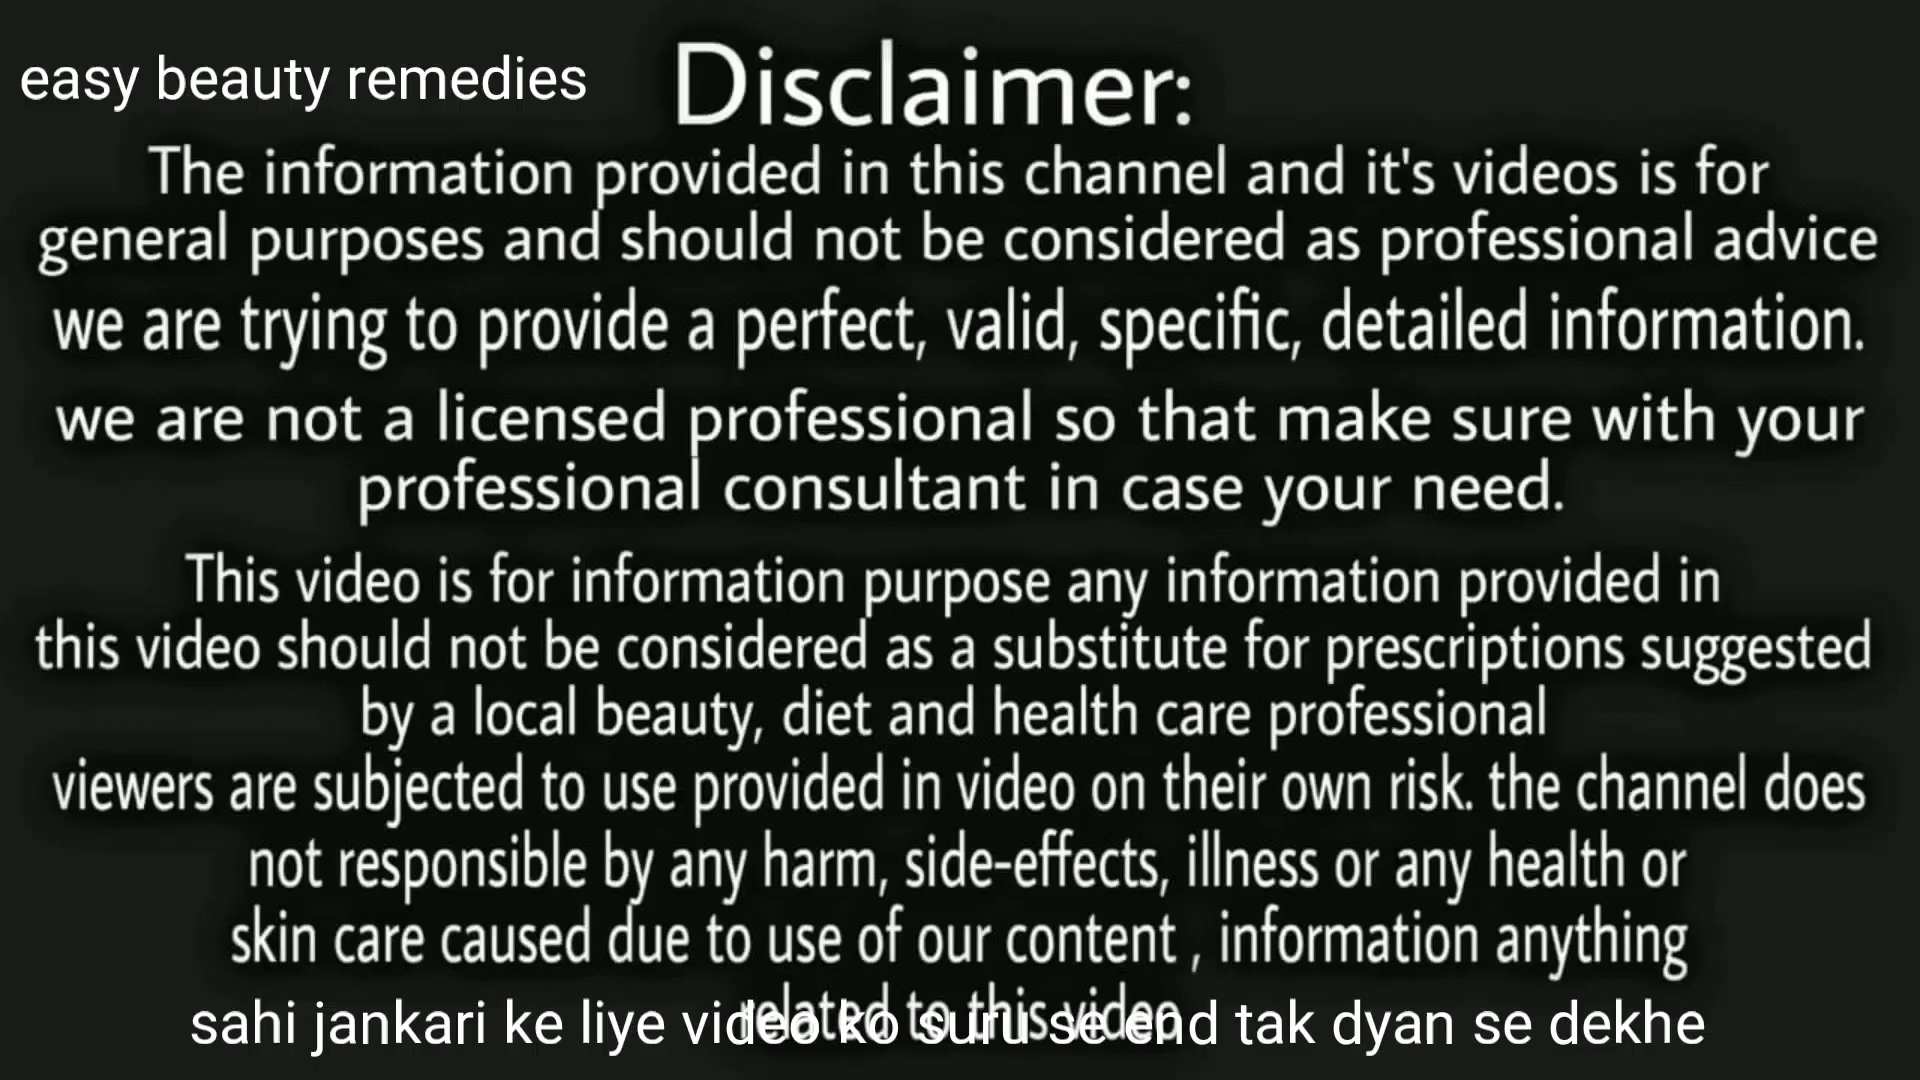 easy beauty remedies
Disclaimer:
The information provided in this channel and it's videos is for
general purposes and should not be considered as professional advice
we are trying to provide a perfect, valid, specific, detailed information.
we are not a licensed professional so that make sure with your
professional consultant in case your need.
This video is for information purpose any information provided in
this video should not be considered as a substitute for prescriptions suggested
by a local beauty, diet and health care professional
viewers are subjected to use provided in video on their own risk. the channel does
not responsible by any harm, side-effects, illness or any health or
skin care caused due to use of our content , information anything
related to this video
sahi jankari ke liye video ko suru se end tak dyan se dekhe